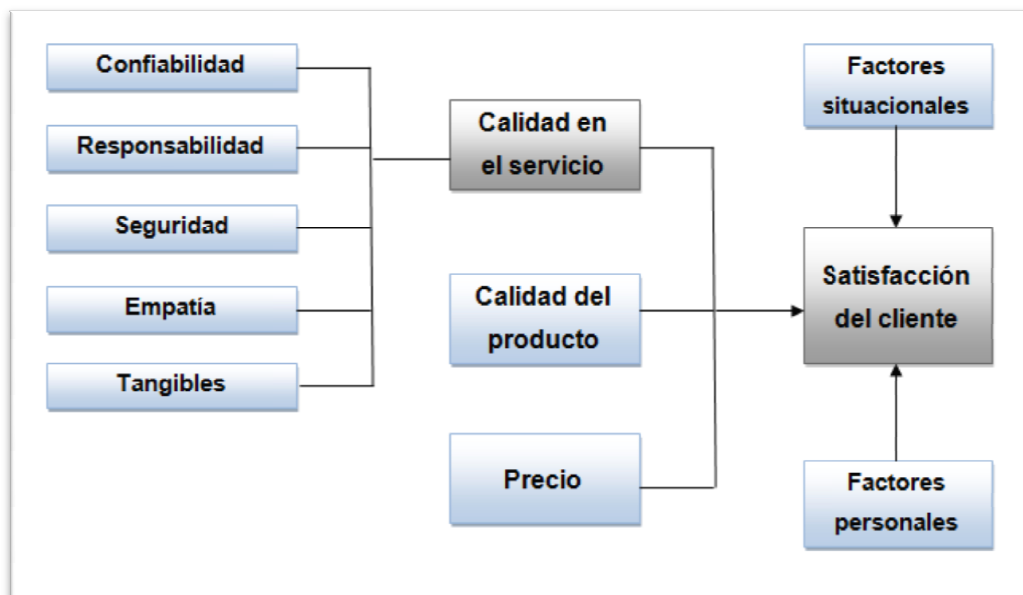 Confiabilidad
Responsabilidad
Seguridad
Empatía
Tangibles
Calidad en
el servicio
Calidad del
producto
Precio
Factores
situacionales
Satisfacción
del cliente
Factores
personales